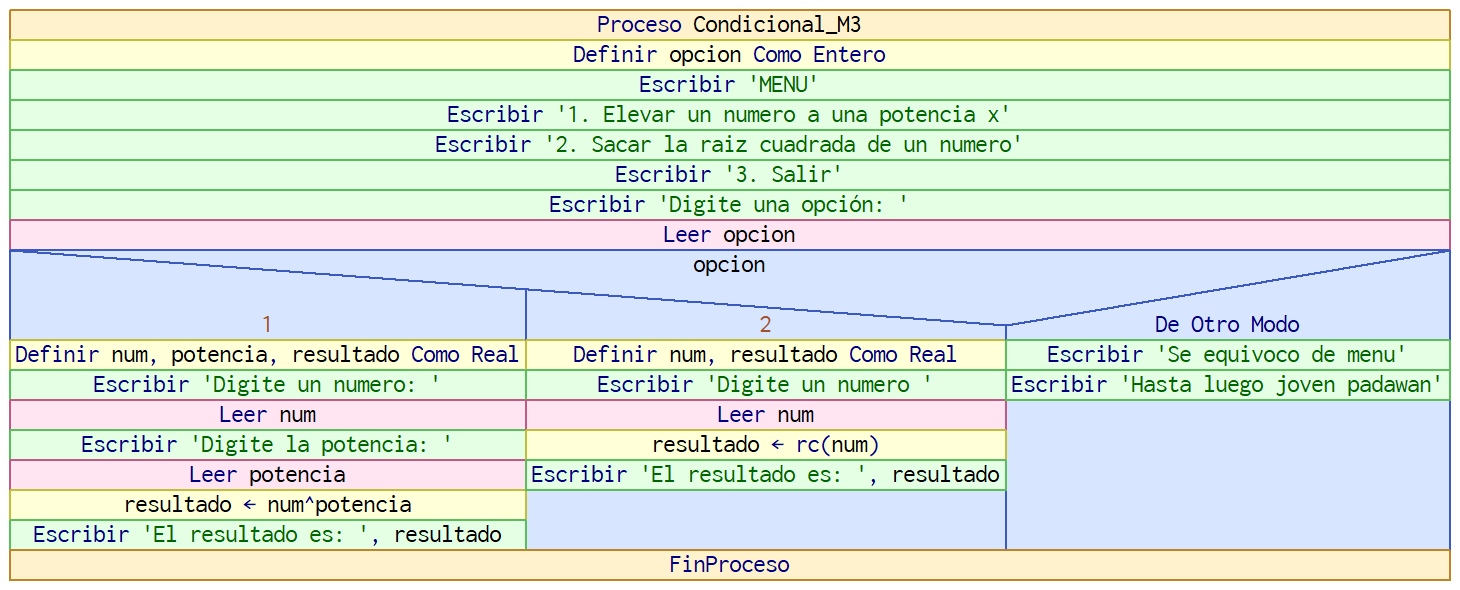 Proceso Condicional_M3
Definir opcion Como Entero
Escribir 'MENU'
Escribir '1. Elevar un numero a una potencia x'
Escribir '2. Sacar la raiz cuadrada de un numero'
Escribir '3. Salir'
Escribir 'Digite una opción: '
Leer opcion
opcion
1
Definir num, potencia, resultado Como Real
Escribir 'Digite un numero: '
Leer num
Escribir 'Digite la potencia: '
Leer potencia
resultado ← num^potencia
Escribir 'El resultado es: ', resultado
2
Definir num, resultado Como Real
Escribir 'Digite un numero '
Leer num
resultado ← rc(num)
Escribir 'El resultado es: ', resultado
De Otro Modo
Escribir 'Se equivoco de menu'
Escribir 'Hasta luego joven padawan'
FinProceso